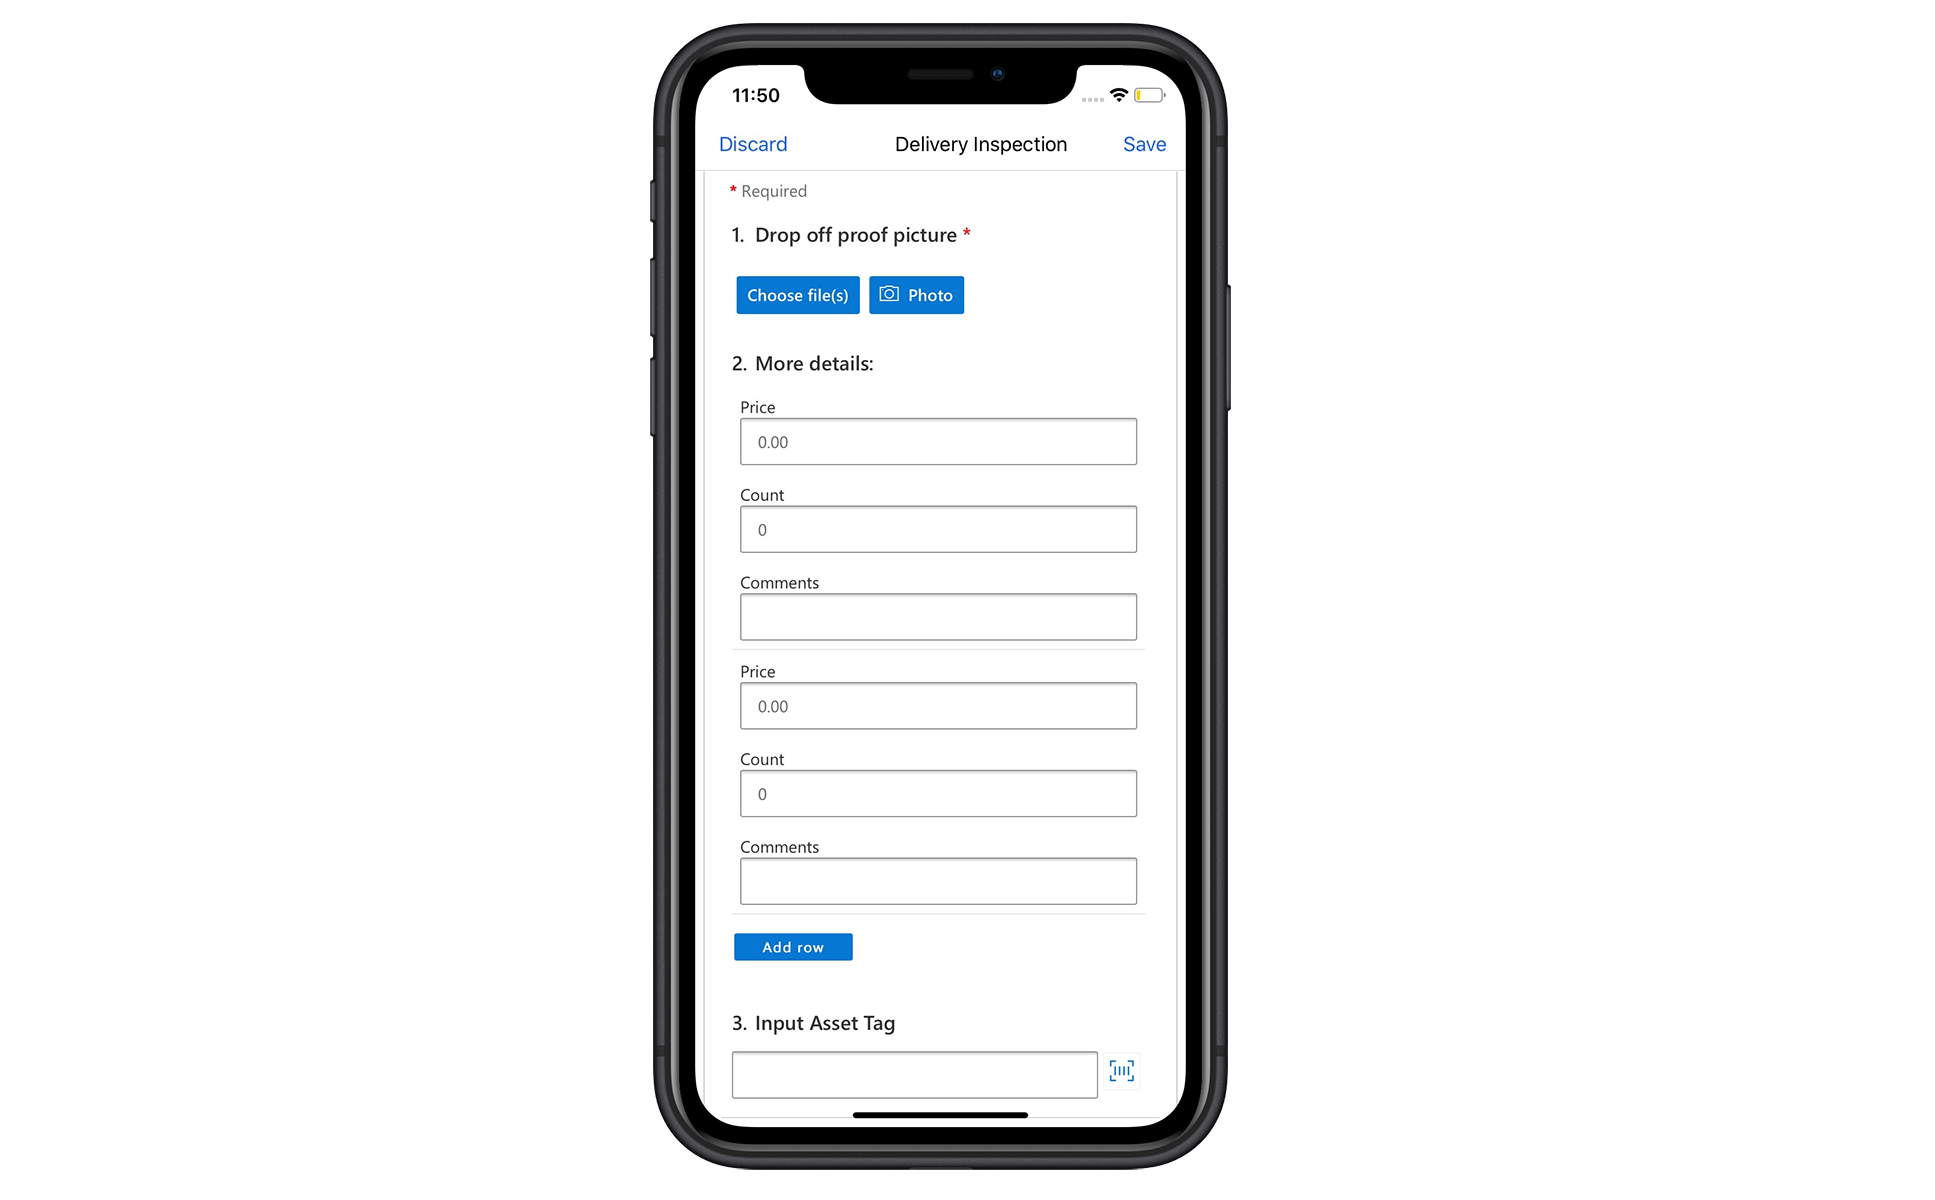 11:50
Discard Delivery Inspection Save
* Required
1. Drop off proof picture *
Choose file(s) Photo
2. More details:
Price
0.00
Count
0
Comments
Price
0.00
Count
0
Comments
Add row
3. Input Asset Tag